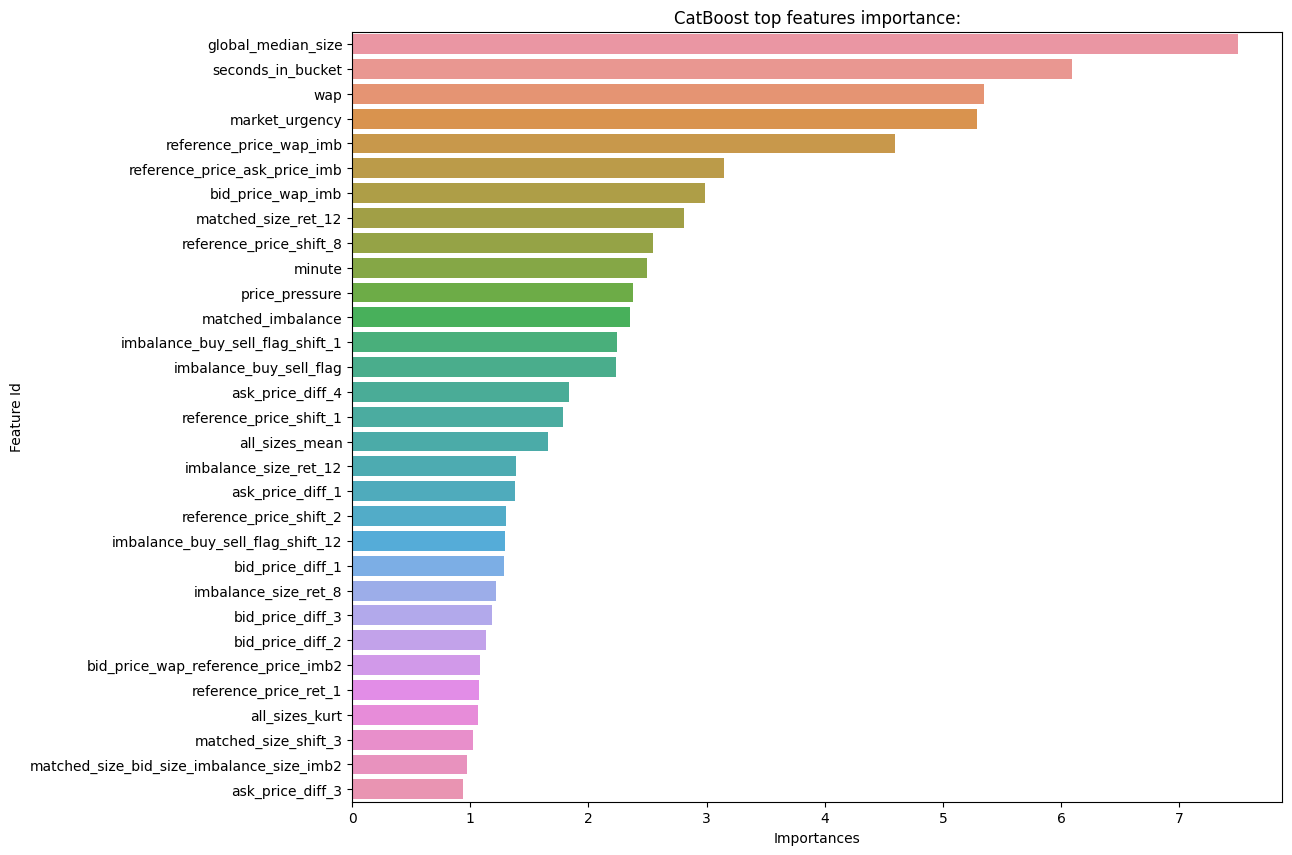 CatBoost top features importance:
global_median_size
seconds_in_bucket
wap
market_urgency
reference_price_wap_imb
reference_price_ask_price_imb
bid_price_wap_imb
matched_size_ret_12
reference_price_shift_8
minute
price_pressure
matched_imbalance
imbalance_buy_sell_flag_shift_1
imbalance_buy_sell_flag
ask_price_diff_4
reference_price_shift_1
all_sizes_mean
imbalance_size_ret_12
ask_price_diff_1
reference_price_shift_2
imbalance_buy_sell_flag_shift_12
bid_price_diff_1
imbalance_size_ret_8
bid_price_diff_3
bid_price_diff_2
bid_price_wap_reference_price_imb2
reference_price_ret_1
all_sizes_kurt
matched_size_shift_3
matched_size_bid_size_imbalance_size_imb2
ask_price_diff_3
Feature Id
0 1 2 3 4 5 6 7
Importances